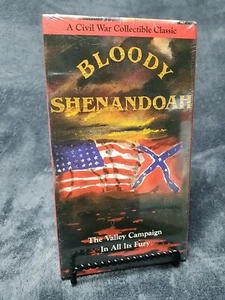 A Civil War Collectible Classic
BLOODY
SHENANDOAH
The Valley Campaign
In All Its Fury